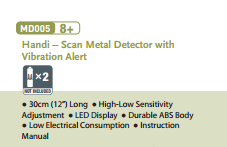 MD005 8+
Handi – Scan Metal Detector with
Vibration Alert
×2
NOT INCLUDED
● 30cm (12”) Long ● High-Low Sensitivity
Adjustment ● LED Display ● Durable ABS Body
● Low Electrical Consumption ● Instruction
Manual